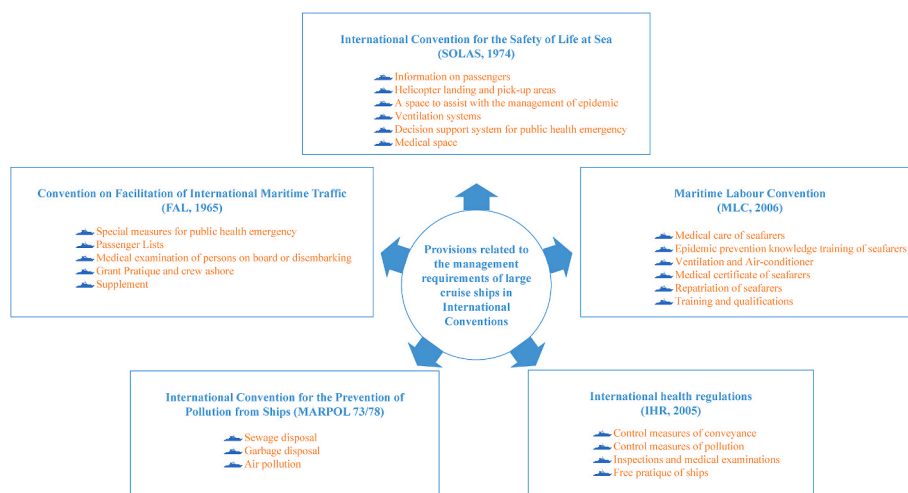 International Convention for the Safety of Life at Sea
(SOLAS, 1974)
Information on passengers
Helicopter landing and pick-up areas
A space to assist with the management of epidemic
Ventilation systems
Decision support system for public health emergency
Medical space
Convention on Facilitation of International Maritime Traffic
(FAL, 1965)
Special measures for public health emergency
Passenger Lists
Medical examination of persons on board or disembarking
Grant Pratique and crew ashore
Supplement
Provisions related to
the management
requirements of large
cruise ships in
International
Conventions
Maritime Labour Convention
(MLC, 2006)
Medical care of seafarers
Epidemic prevention knowledge training of seafarers
Ventilation and Air-conditioner
Medical certificate of seafarers
Repatriation of seafarers
Training and qualifications
International Convention for the Prevention of
Pollution from Ships (MARPOL 73/78)
Sewage disposal
Garbage disposal
Air pollution
International health regulations
(IHR, 2005)
Control measures of conveyance
Control measures of pollution
Inspections and medical examinations
Free pratique of ships